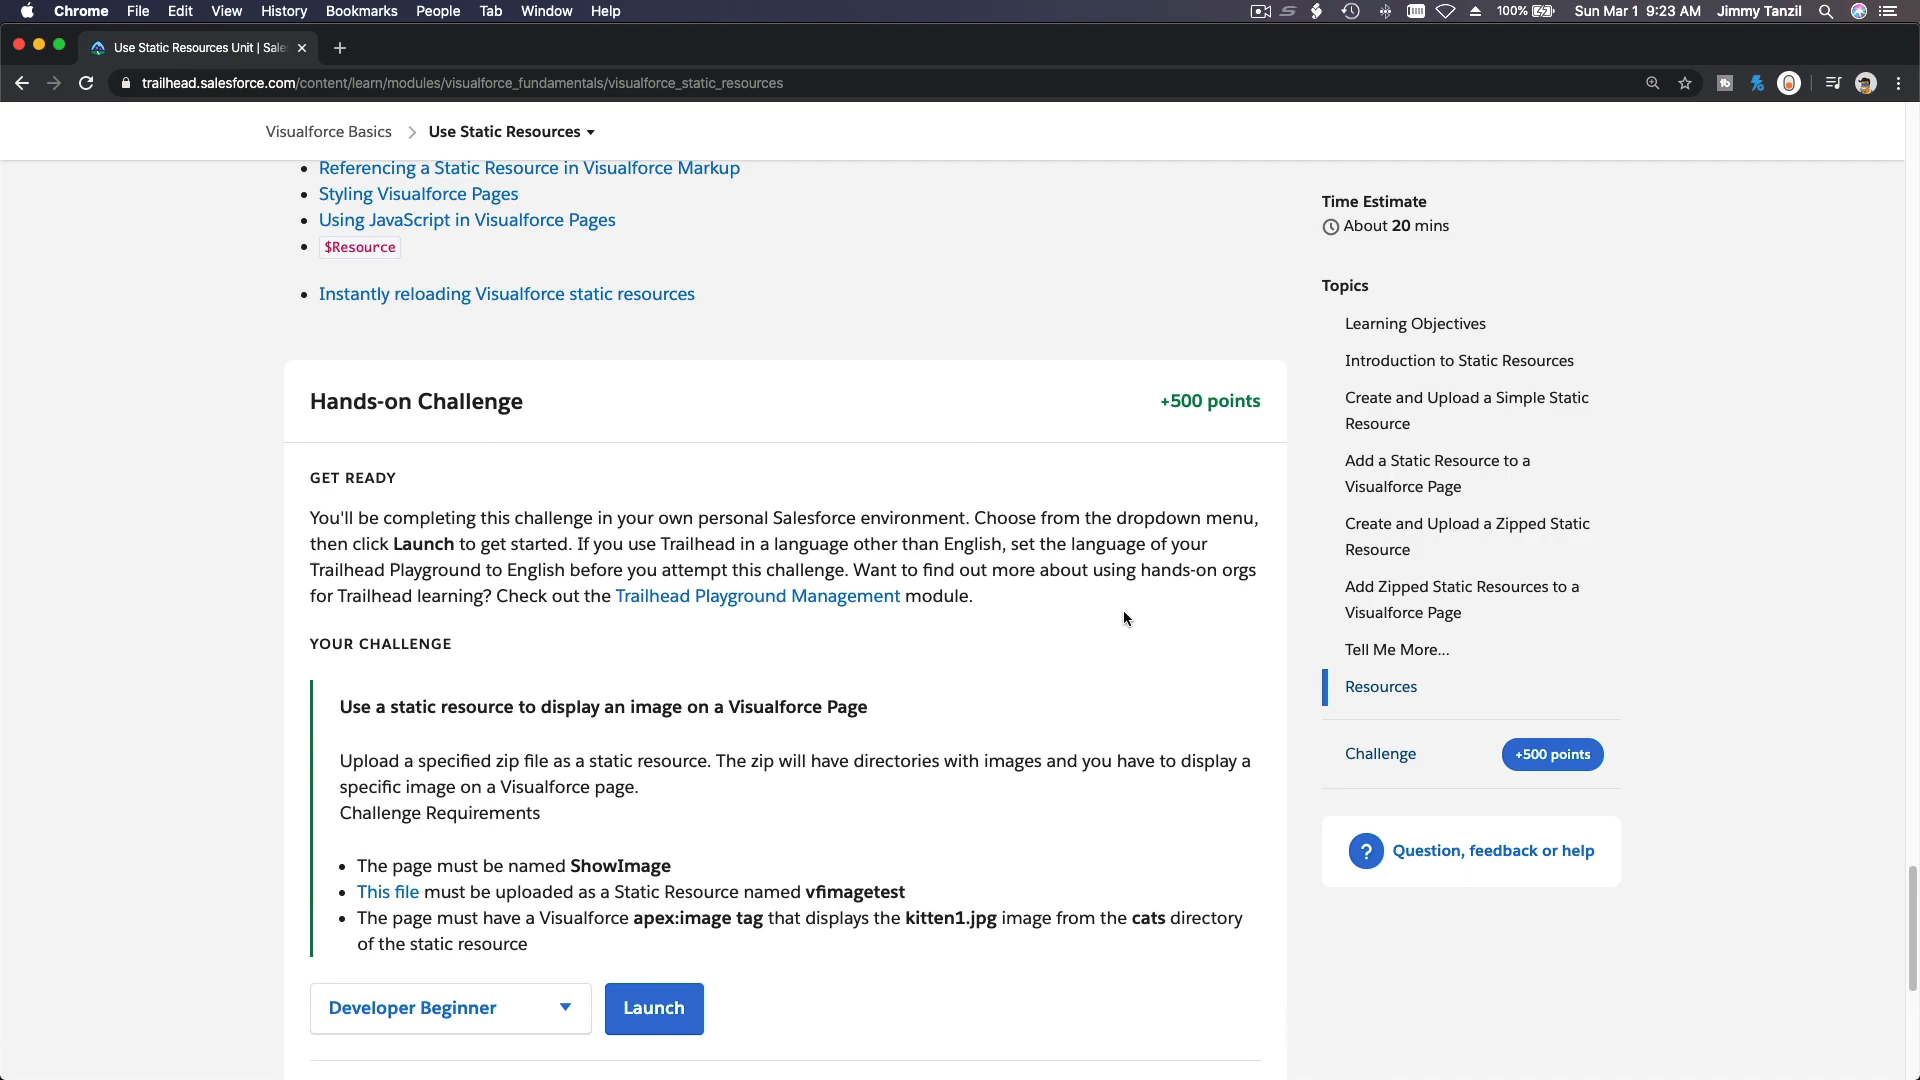 Chrome File Edit View History Bookmarks People Tab Window Help 100% Sun Mar 1 9:23 AM Jimmy Tanzil
Use Static Resources Unit | Sale
trailhead.salesforce.com/content/learn/modules/visualforce_fundamentals/visualforce_static_resources
Visualforce Basics Use Static Resources
Referencing a Static Resource in Visualforce Markup
Styling Visualforce Pages
Using JavaScript in Visualforce Pages
$Resource
Instantly reloading Visualforce static resources
Hands-on Challenge +500 points
GET READY
You'll be completing this challenge in your own personal Salesforce environment. Choose from the dropdown menu,
then click Launch to get started. If you use Trailhead in a language other than English, set the language of your
Trailhead Playground to English before you attempt this challenge. Want to find out more about using hands-on orgs
for Trailhead learning? Check out the Trailhead Playground Management module.
YOUR CHALLENGE
Use a static resource to display an image on a Visualforce Page
Upload a specified zip file as a static resource. The zip will have directories with images and you have to display a
specific image on a Visualforce page.
Challenge Requirements
The page must be named ShowImage
This file must be uploaded as a Static Resource named vfimagetest
The page must have a Visualforce apex:image tag that displays the kitten1.jpg image from the cats directory
of the static resource
Developer Beginner Launch
Time Estimate
About 20 mins
Topics
Learning Objectives
Introduction to Static Resources
Create and Upload a Simple Static
Resource
Add a Static Resource to a
Visualforce Page
Create and Upload a Zipped Static
Resource
Add Zipped Static Resources to a
Visualforce Page
Tell Me More...
Resources
Challenge +500 points
? Question, feedback or help